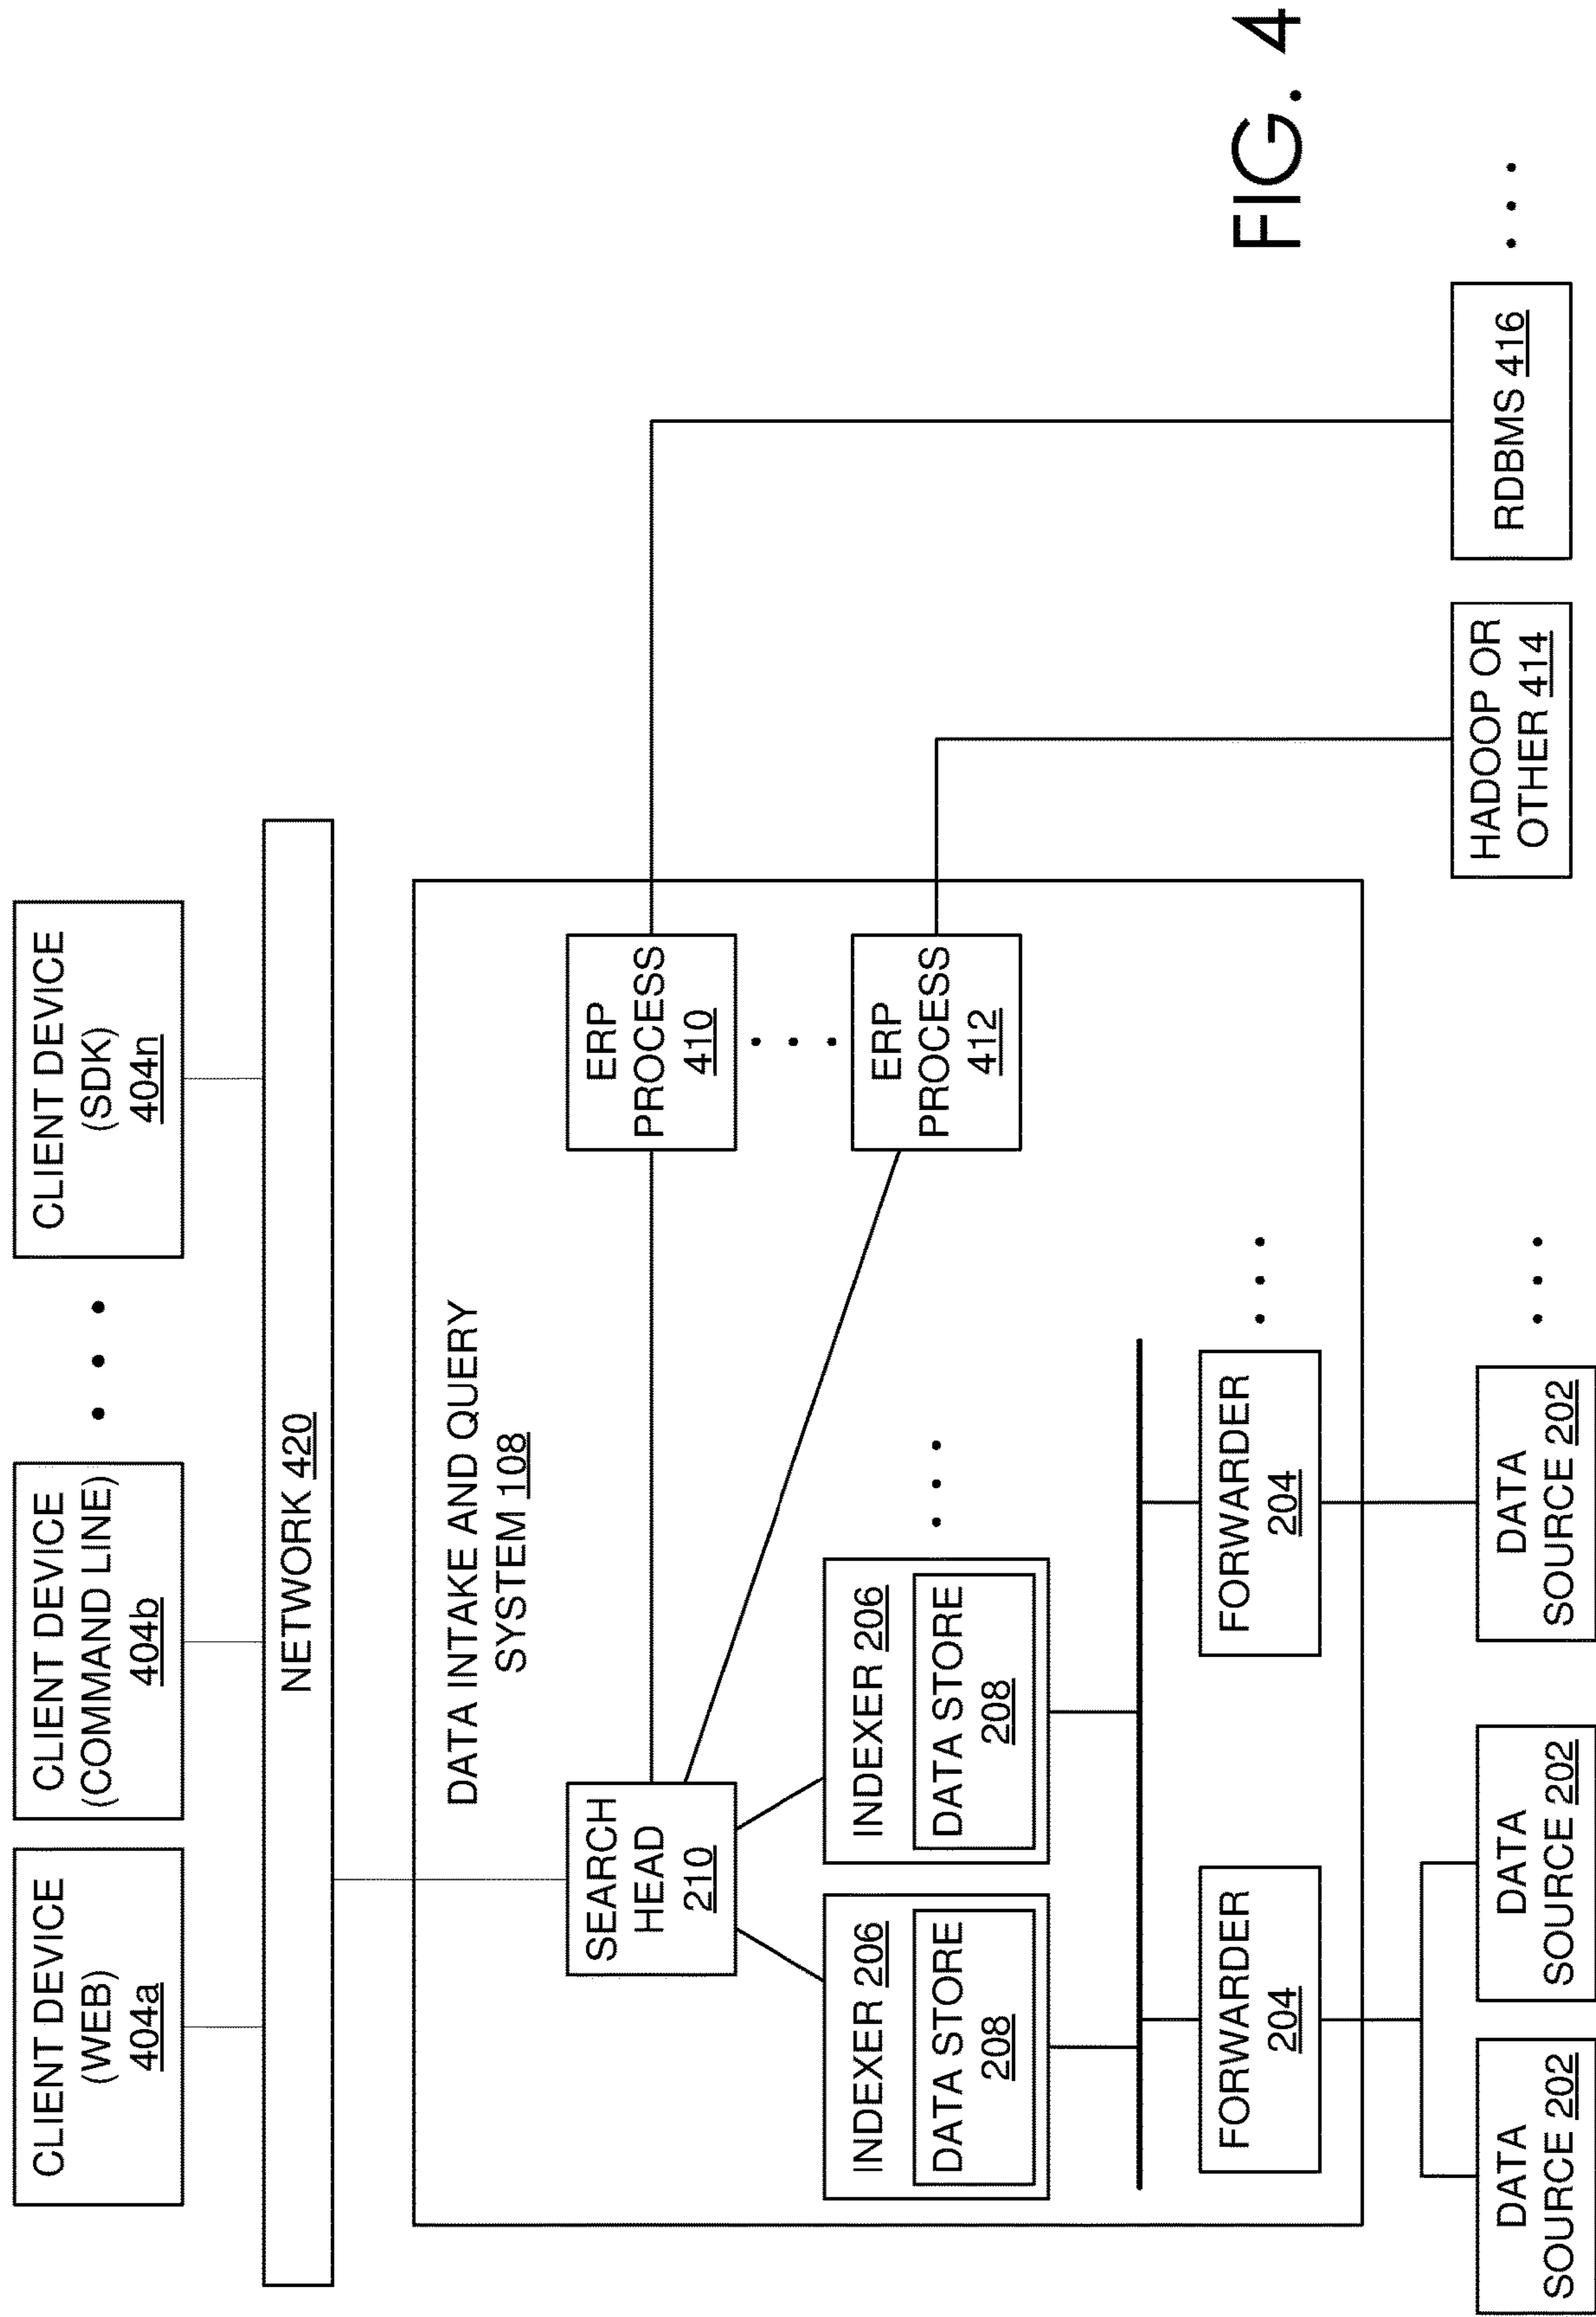 CLIENT DEVICE
(WEB)
404a
CLIENT DEVICE
(COMMAND LINE)
404b
CLIENT DEVICE
(SDK)
404n
NETWORK 420
DATA INTAKE AND QUERY
SYSTEM 108
SEARCH
HEAD
210
ERP
PROCESS
410
ERP
PROCESS
412
INDEXER 206
DATA STORE
208
INDEXER 206
DATA STORE
208
FORWARDER
204
FORWARDER
204
DATA
SOURCE 202
DATA
SOURCE 202
DATA
SOURCE 202
HADOOP OR
OTHER 414
RDBMS 416
FIG. 4